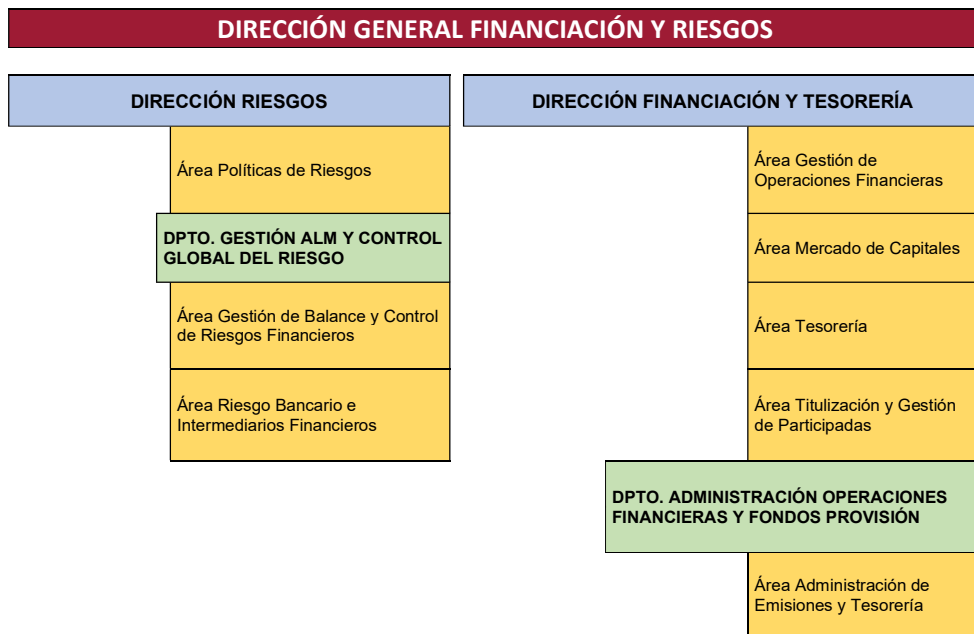 DIRECCIÓN GENERAL FINANCIACIÓN Y RIESGOS
DIRECCIÓN RIESGOS
Área Políticas de Riesgos
DPTO. GESTIÓN ALM Y CONTROL
GLOBAL DEL RIESGO
Área Gestión de Balance y Control
de Riesgos Financieros
Área Riesgo Bancario e
Intermediarios Financieros
DIRECCIÓN FINANCIACIÓN Y TESORERÍA
Área Gestión de
Operaciones Financieras
Área Mercado de Capitales
Área Tesorería
Área Titulización y Gestión
de Participadas
DPTO. ADMINISTRACIÓN OPERACIONES
FINANCIERAS Y FONDOS PROVISIÓN
Área Administración de
Emisiones y Tesorería